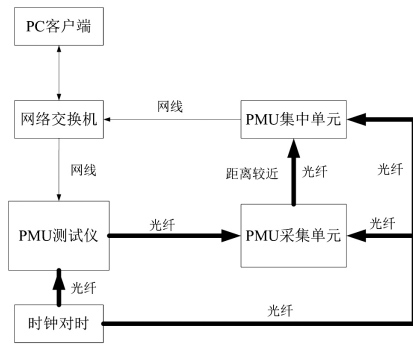 PC客户端
网络交换机
网线
PMU集中单元
网线
距离较近
光纤
光纤
PMU测试仪
光纤
PMU采集单元
光纤
光纤
时钟对时
光纤